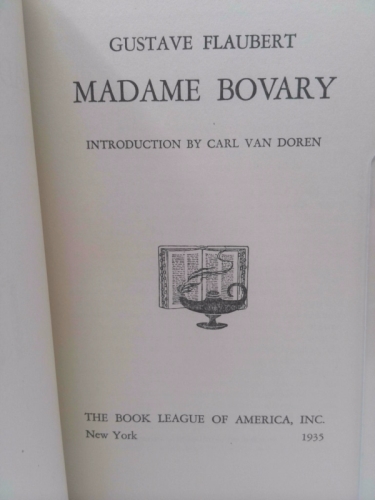 GUSTAVE FLAUBERT
MADAME BOVARY
INTRODUCTION BY CARL VAN DOREN
THE BOOK LEAGUE OF AMERICA, INC.
New York 1935